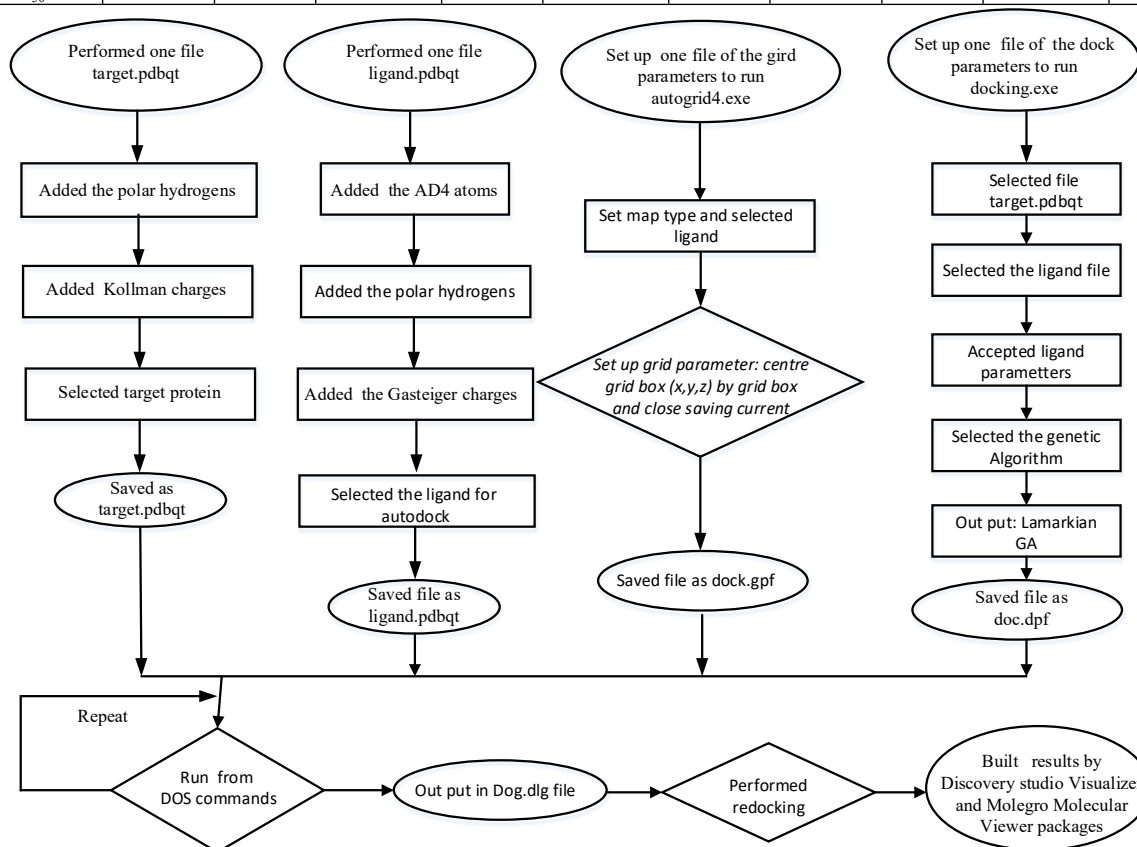 Performed one file
target.pdbqt
Added the polar hydrogens
Added Kollman charges
Selected target protein
Saved as
target.pdbqt
Performed one file
ligand.pdbqt
Added the AD4 atoms
Added the polar hydrogens
Added the Gasteiger charges
Selected the ligand for
autodock
Saved file as
ligand.pdbqt
Set up one file of the gird
parameters to run
autogrid4.exe
Set map type and selected
ligand
Set up grid parameter: centre
grid box (x,y,z) by grid box
and close saving current
Saved file as dock.gpf
Set up one file of the dock
parameters to run
docking.exe
Selected file
target.pdbqt
Selected the ligand file
Accepted ligand
parametters
Selected the genetic
Algorithm
Out put: Lamarkian
GA
Saved file as
doc.dpf
Repeat
Run from
DOS commands
Out put in Dog.dlg file
Performed
redocking
Built results by
Discovery studio Visualize
and Molegro Molecular
Viewer packages